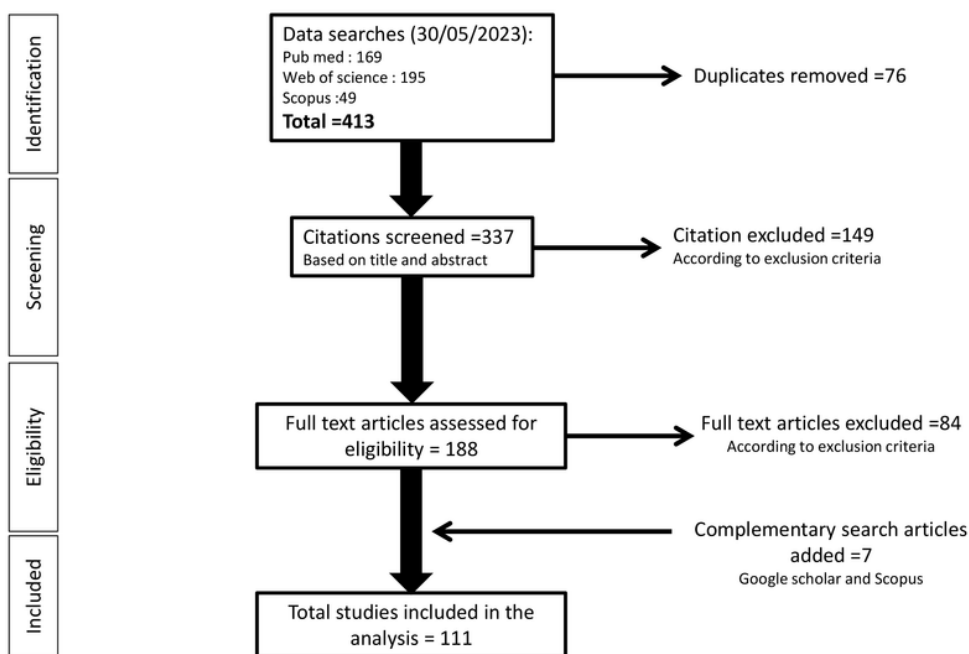 Identification
Data searches (30/05/2023):
Pub med : 169
Web of science : 195
Scopus :49
Total =413
Duplicates removed =76
Screening
Citations screened =337
Based on title and abstract
Citation excluded =149
According to exclusion criteria
Eligibility
Full text articles assessed for
eligibility = 188
Full text articles excluded =84
According to exclusion criteria
Complementary search articles
added =7
Google scholar and Scopus
Included
Total studies included in the
analysis = 111